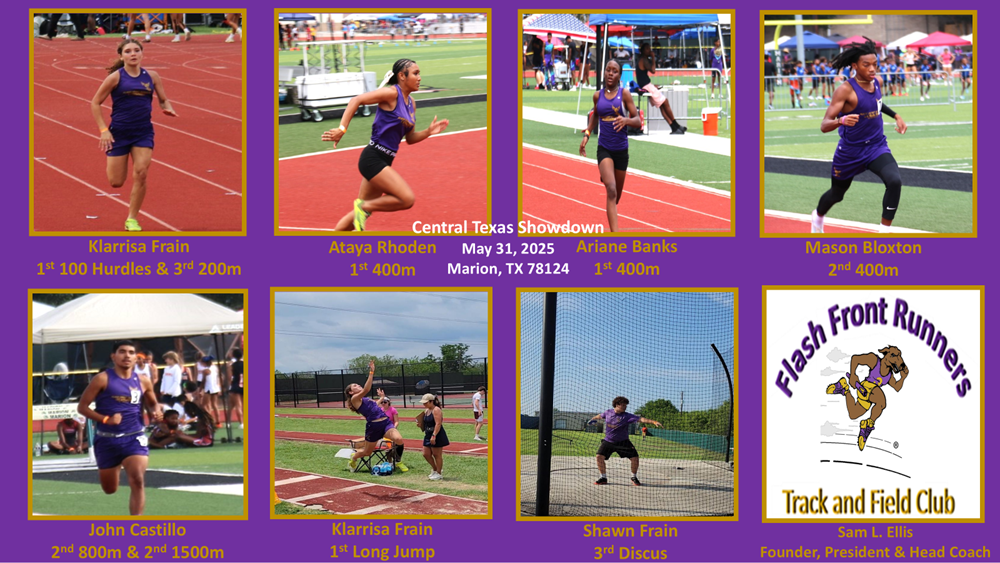 Klarrisa Frain
1st 100 Hurdles & 3rd 200m
Ataya Rhoden
1st 400m
Central Texas Showdown
May 31, 2025
Marion, TX 78124
Ariane Banks
1st 400m
Mason Bloxton
2nd 400m
John Castillo
2nd 800m & 2nd 1500m
Klarrisa Frain
1st Long Jump
Shawn Frain
3rd Discus
Flash Front Runners
®
Track and Field Club
Sam L. Ellis
Founder, President & Head Coach
NIKE